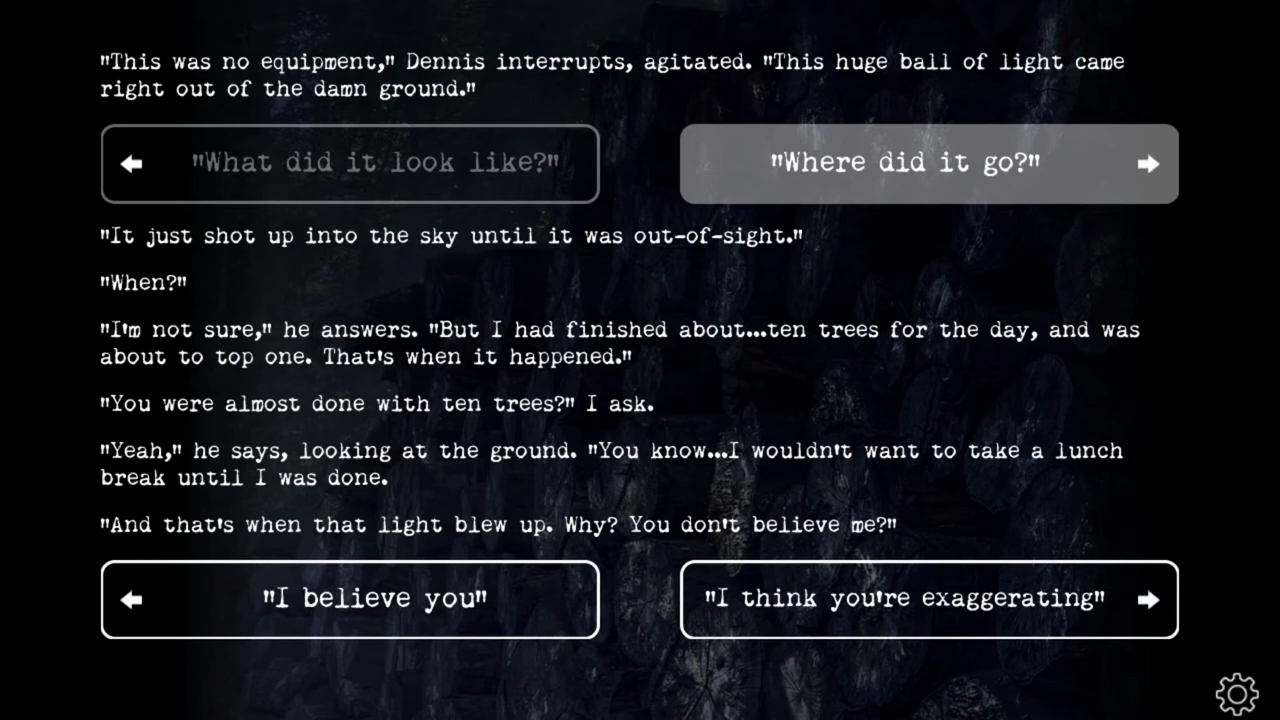 "This was no equipment," Dennis interrupts, agitated. "This huge ball of light came
right out of the damn ground."
"What did it look like?"
"Where did it go?"
"It just shot up into the sky until it was out-of-sight."
"When?"
"I'm not sure," he answers. "But I had finished about...ten trees for the day, and was
about to top one. That's when it happened."
"You were almost done with ten trees?" I ask.
"Yeah," he says, looking at the ground. "You know...I wouldn't want to take a lunch
break until I was done.
"And that's when that light blew up. Why? You don't believe me?"
"I believe you"
"I think you're exaggerating"